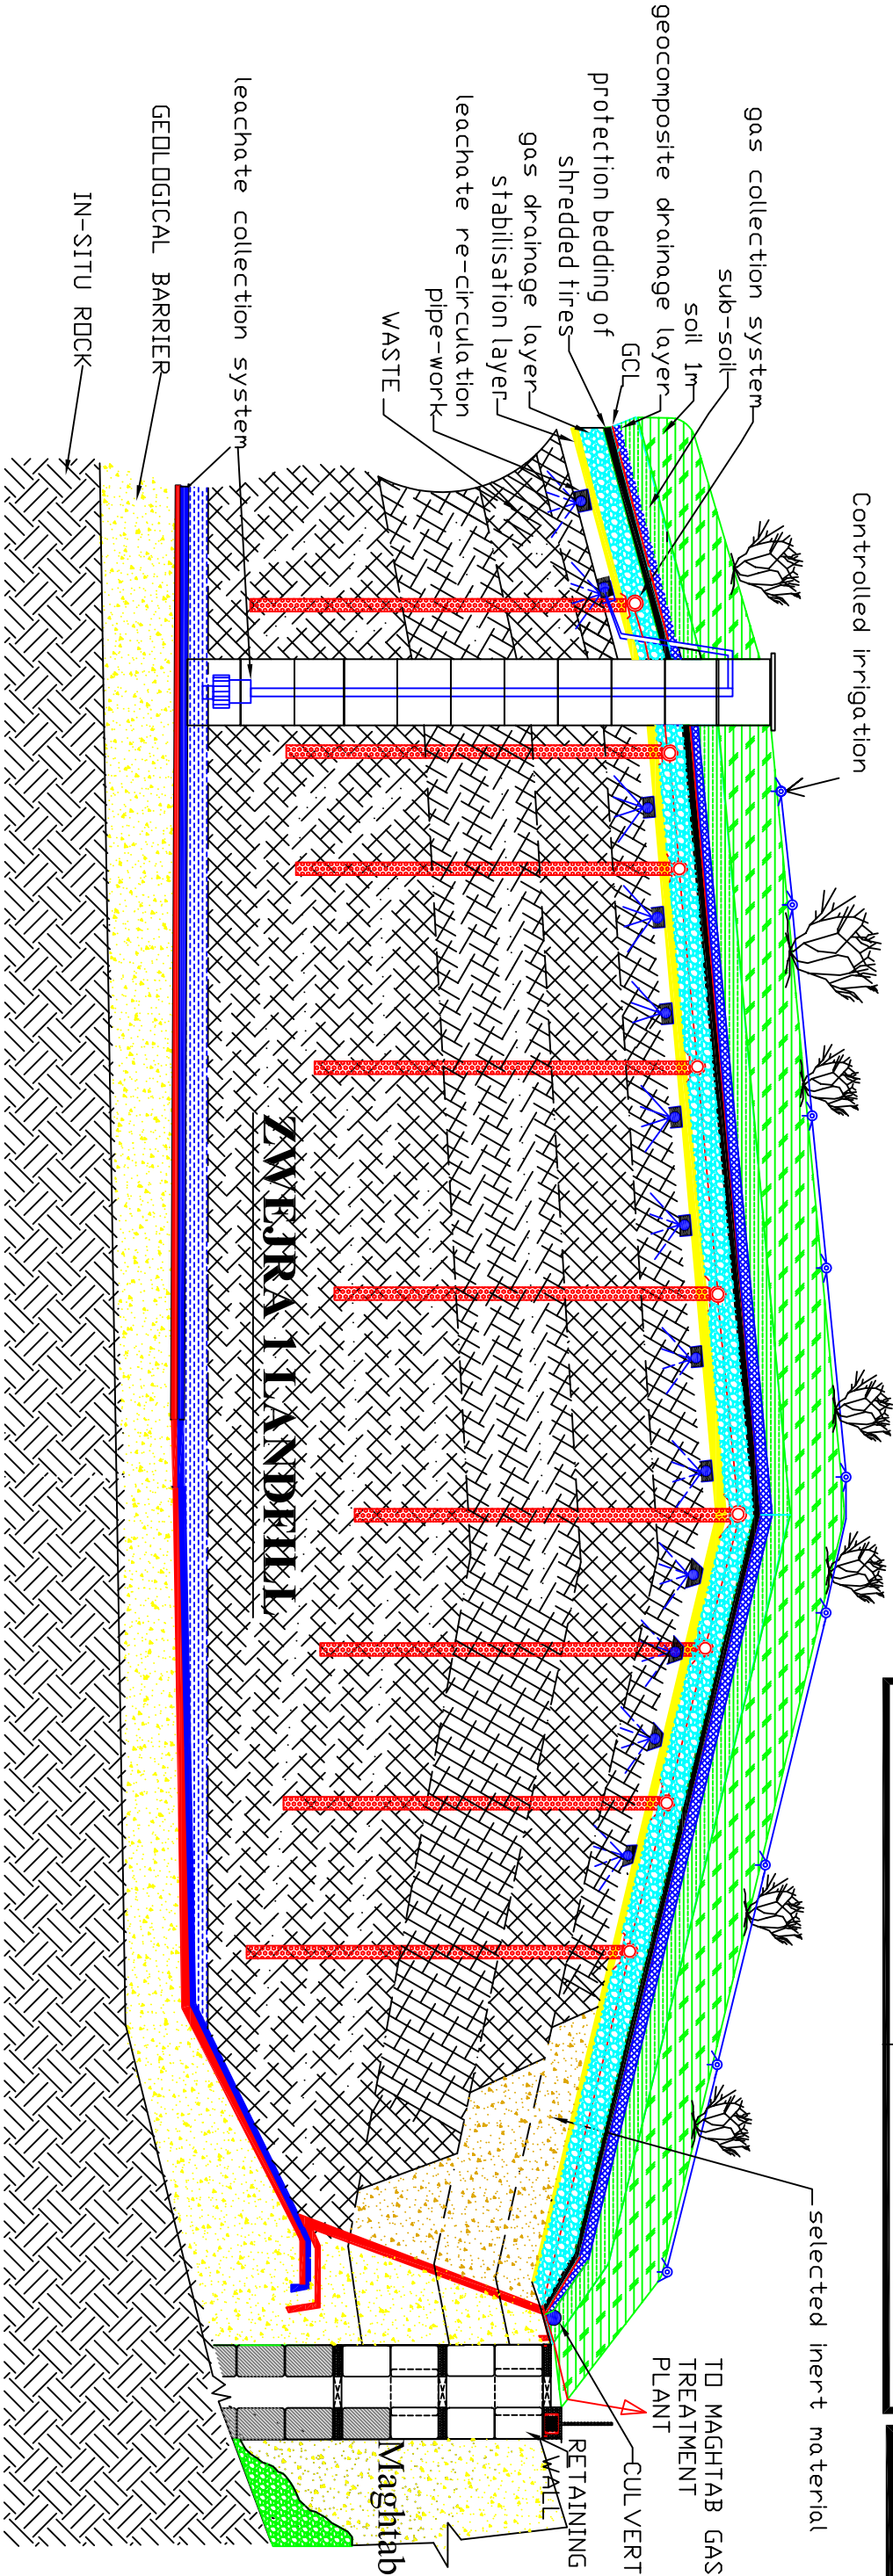 Controlled irrigation
gas collection system
sub-soil
soil 1m
geocomposite drainage layer
GCL
protection bedding of
shredded tires
gas drainage layer
stabilisation layer
leachate re-circulation
pipe-work
WASTE
leachate collection system
GEOLOGICAL BARRIER
IN-SITU ROCK
ZWEJRA 1 LANDFILL
selected inert material
TO MAGHTAB GAS
TREATMENT
PLANT
CULVERT
RETAINING
WALL
Maghtab